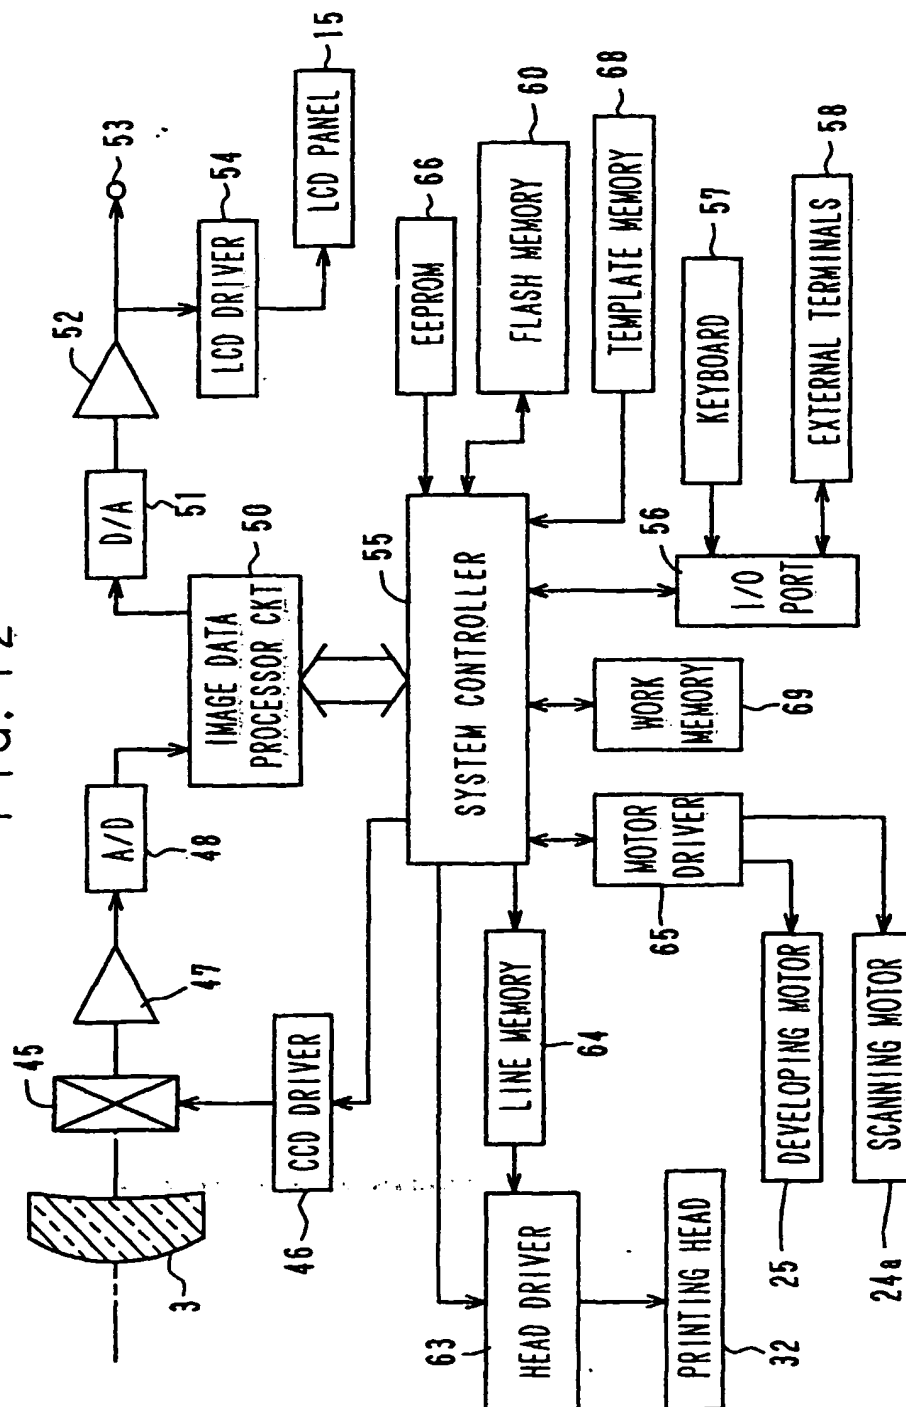 FIG. 12
3
45
47
A/D
48
IMAGE DATA
PROCESSOR CKT
50
D/A
51
52
53
LCD DRIVER
54
LCD PANEL
15
CCD DRIVER
46
SYSTEM CONTROLLER
55
EEPROM
66
FLASH MEMORY
60
TEMPLATE MEMORY
68
KEYBOARD
57
EXTERNAL TERMINALS
58
I/O
PORT
56
WORK
MEMORY
69
MOTOR
DRIVER
65
LINE MEMORY
64
HEAD DRIVER
63
PRINTING HEAD
32
DEVELOPING MOTOR
25
SCANNING MOTOR
24a